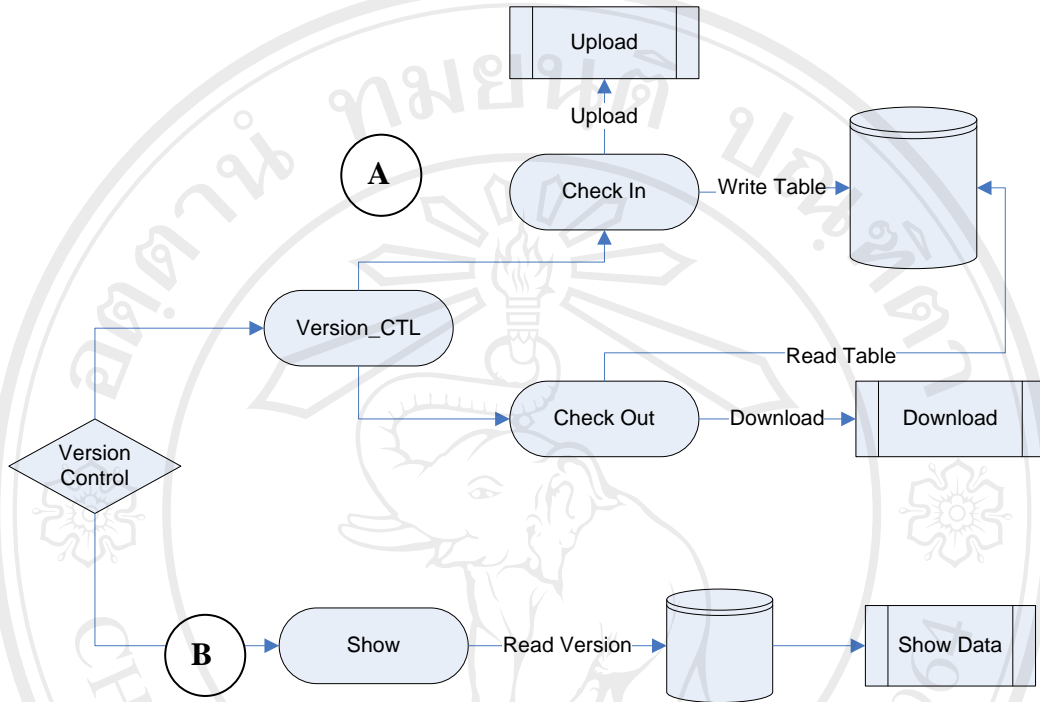 Upload
Upload
A
Check In
Write Table
Version_CTL
Read Table
Check Out
Download
Download
Version
Control
B
Show
Read Version
Show Data